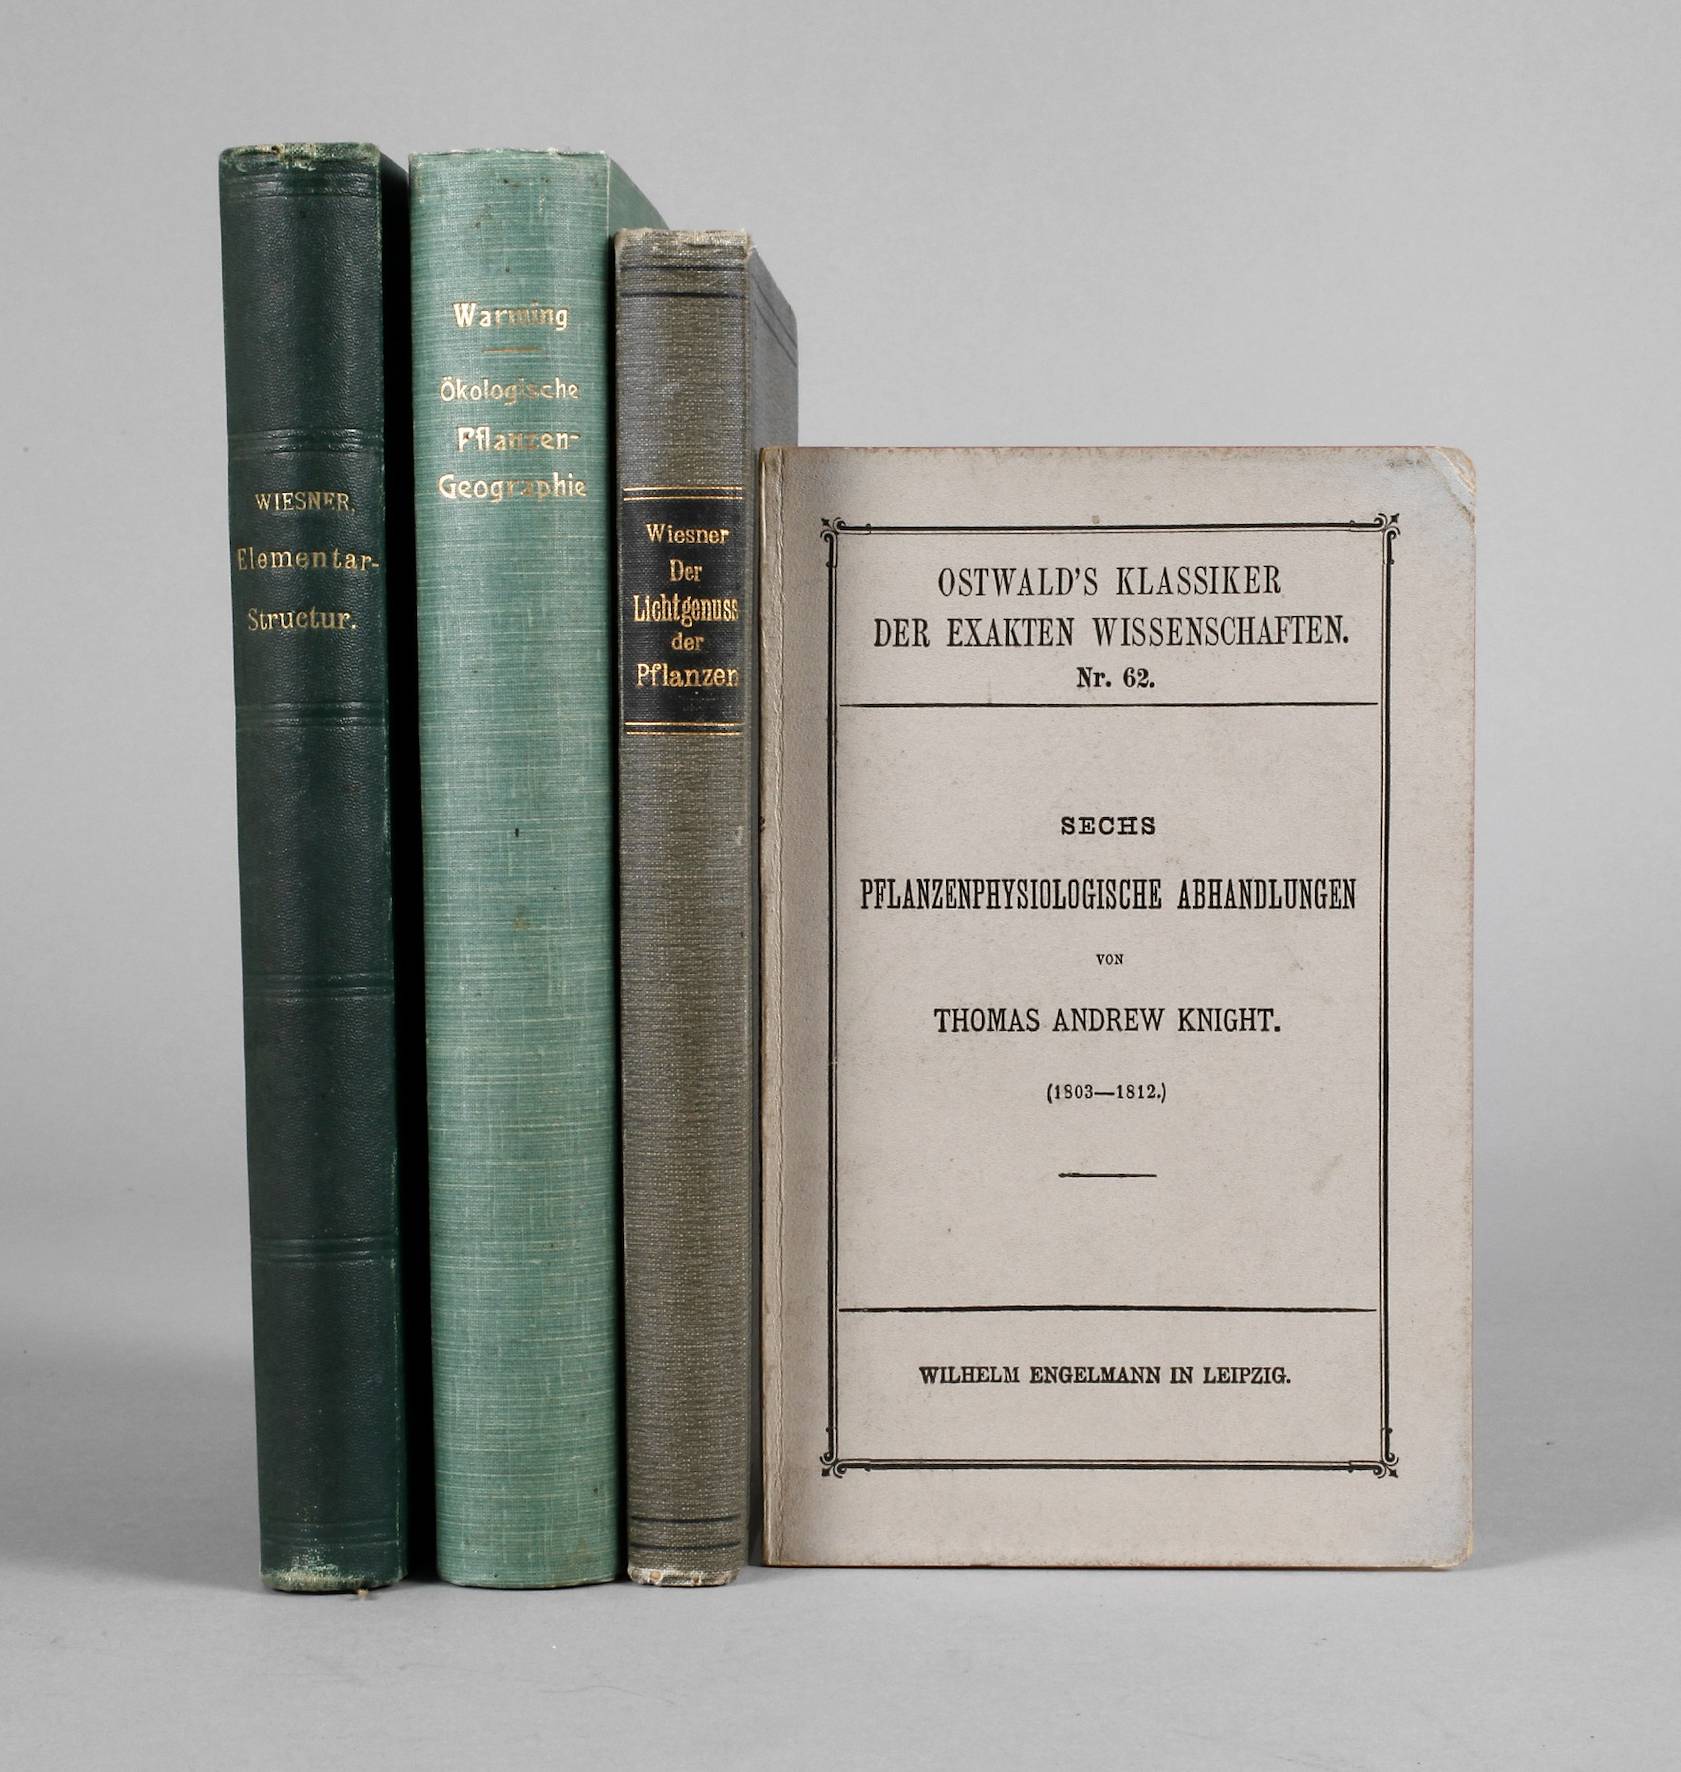 WIESNER,
Elementar-
Structur.
Warming
Ökologische
Pflanzen-
Geographie
Wiesner
Der
Lichtgenuss
der
Pflanzen
OSTWALD'S KLASSIKER
DER EXAKTEN WISSENSCHAFTEN.
Nr. 62.
SECHS
PFLANZENPHYSIOLOGISCHE ABHANDLUNGEN
VON
THOMAS ANDREW KNIGHT.
(1803—1812.)
WILHELM ENGELMANN IN LEIPZIG.